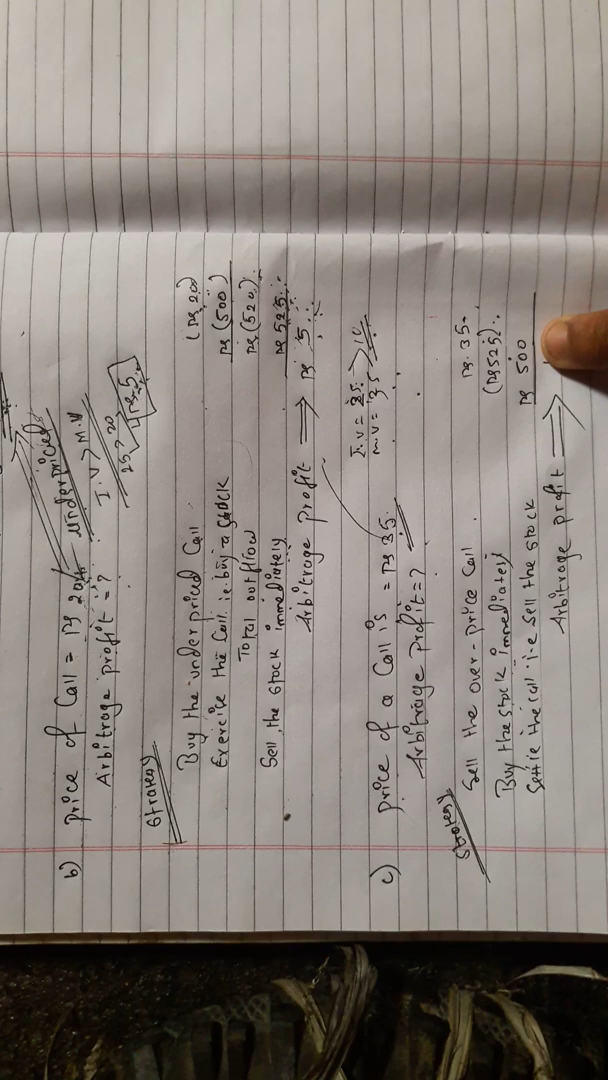 b) Price of Call = Rs 20 → underpriced
Arbitrage profit = ? I.V > M.V
25 > 20
Rs. 5
Strategy
Buy the underpriced Call (Rs 20)
Exercise the Call i.e buy a stock Rs (500)
Total outflow Rs (520)
Sell the stock immediately Rs 525
Arbitrage profit ⇒ Rs 5
c) Price of a Call is = Rs 35.
I.V = 25
M.V = 35 > 10
Arbitrage profit = ?
Strategy
Sell the over-price Call. Rs. 35
Buy the stock immediately (Rs 525)
Settle the call i.e sell the stock Rs 500
Arbitrage profit ⇒